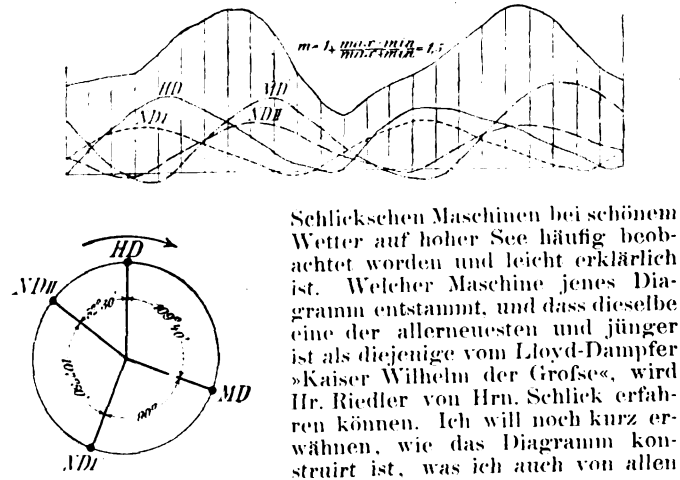 m = 1 + max - min / max + min = 1,5
HD
MD
NDI
NDII
HD
NDII
109° 40'
MD
NDI
Schlickschen Maschinen bei schönem
Wetter auf hoher See häufig beob-
achtet worden und leicht erklärlich
ist. Welcher Maschine jenes Dia-
gramm entstammt, und dass dieselbe
eine der allerneuesten und jünger
ist als diejenige vom Lloyd-Dampfer
»Kaiser Wilhelm der Grofse«, wird
Hr. Riedler von Hrn. Schlick erfah-
ren können. Ich will noch kurz er-
wähnen, wie das Diagramm kon-
struirt ist, was ich auch von allen